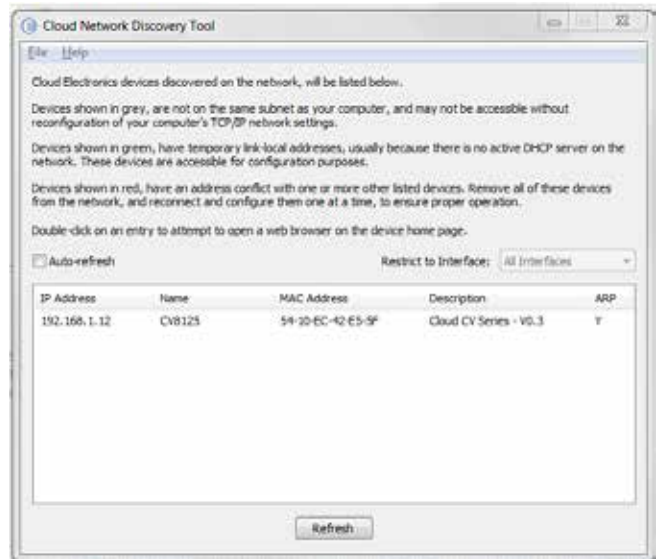 Cloud Network Discovery Tool
File Help
Cloud Electronics devices discovered on the network, will be listed below.
Devices shown in grey, are not on the same subnet as your computer, and may not be accessible without
reconfiguration of your computer's TCP/IP network settings.
Devices shown in green, have temporary link-local addresses, usually because there is no active DHCP server on the
network. These devices are accessible for configuration purposes.
Devices shown in red, have an address conflict with one or more other listed devices. Remove all of these devices
from the network, and reconnect and configure them one at a time, to ensure proper operation.
Double-click on an entry to attempt to open a web browser on the device home page.
Auto-refresh Restrict to Interface: All Interfaces
IP Address Name MAC Address Description ARP
192.168.1.12 CV8125 54-10-EC-42-E5-5F Cloud CV Series - V0.3 Y
Refresh